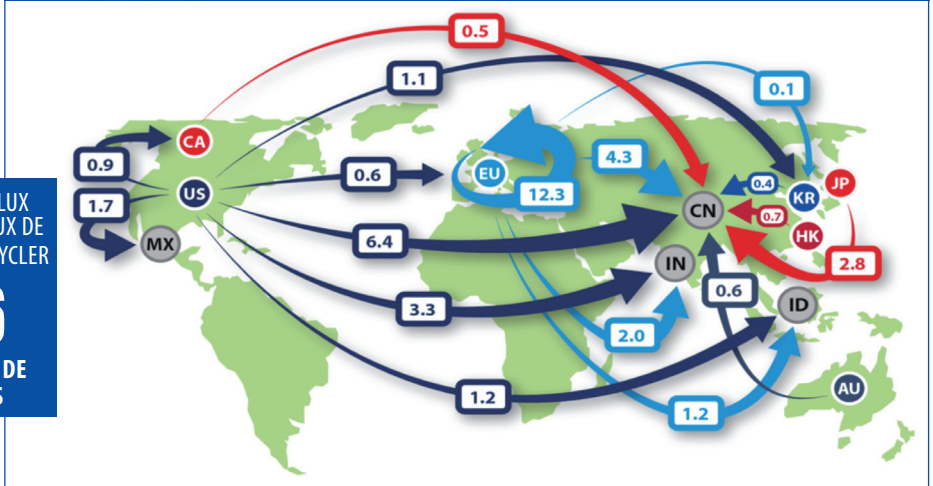 0.5
1.1
0.1
CA
0.9
4.3
EU
0.6
12.3
0.4
JP
KR
US
1.7
CN
0.7
HK
MX
6.4
IN
2.8
0.6
ID
3.3
2.0
1.2
1.2
AU
LUX
UX DE
YCLER
S
DE
S